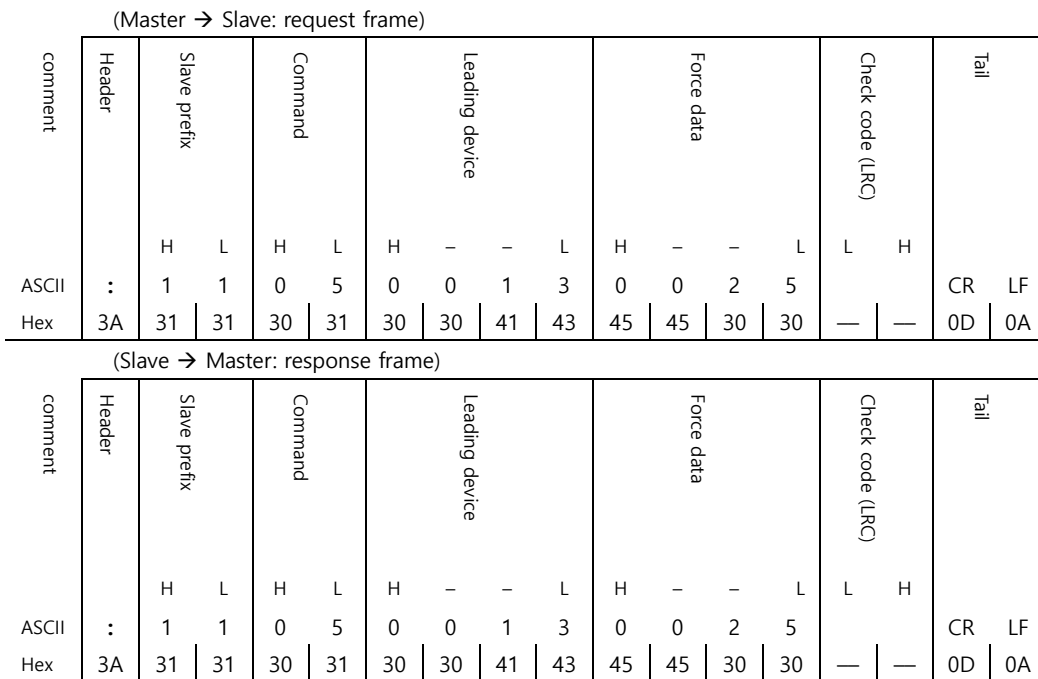 (Master → Slave: request frame)
comment Header Slave prefix Command Leading device Force data Check code (LRC) Tail
H L H L H – – L H – – L L H
ASCII : 1 1 0 5 0 0 1 3 0 0 2 5 CR LF
Hex 3A 31 31 30 31 30 30 41 43 45 45 30 30 — — 0D 0A
(Slave → Master: response frame)
comment Header Slave prefix Command Leading device Force data Check code (LRC) Tail
H L H L H – – L H – – L L H
ASCII : 1 1 0 5 0 0 1 3 0 0 2 5 CR LF
Hex 3A 31 31 30 31 30 30 41 43 45 45 30 30 — — 0D 0A